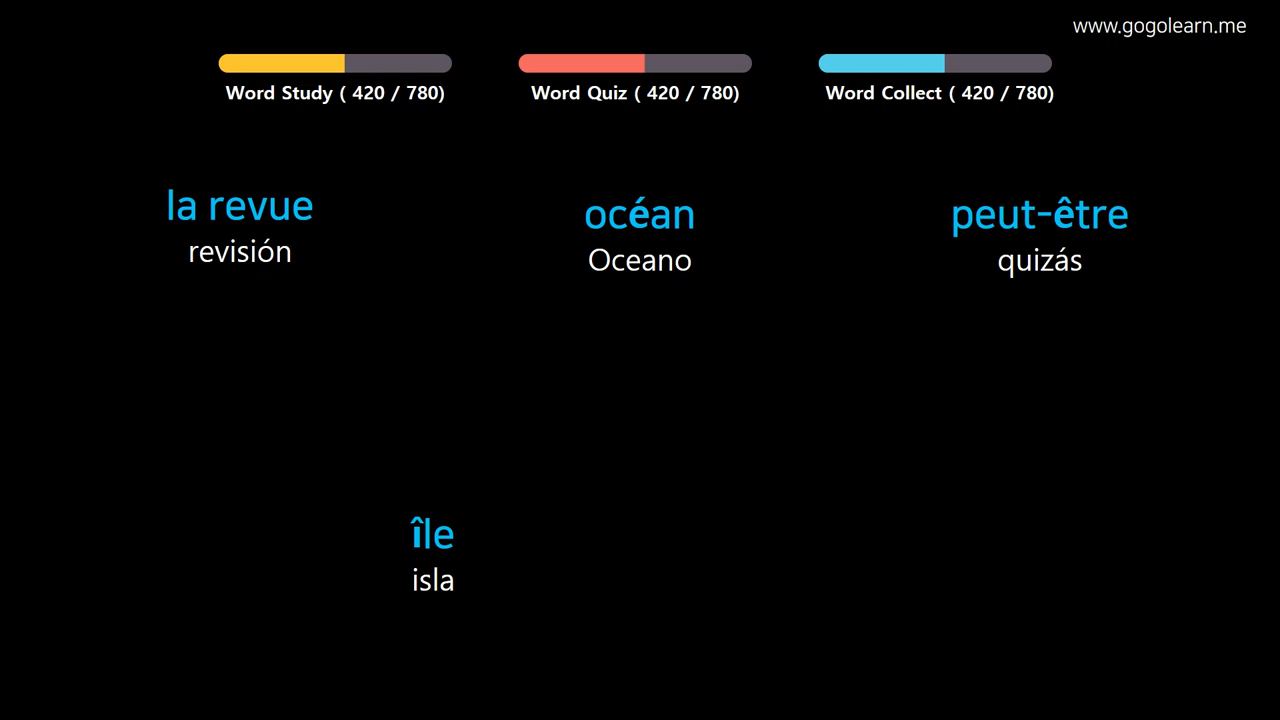 www.gogolearn.me
Word Study ( 420 / 780)
Word Quiz ( 420 / 780)
Word Collect ( 420 / 780)
la revue
revisión
océan
Oceano
peut-être
quizás
île
isla